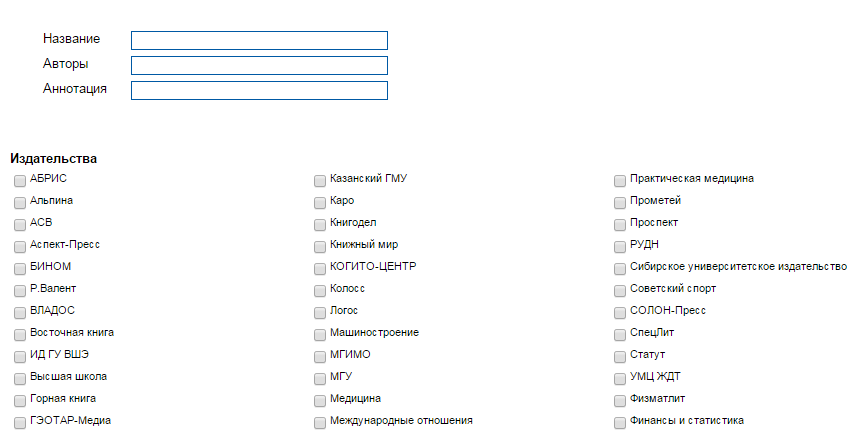 Название
Авторы
Аннотация
Издательства
АБРИС
Альпина
АСВ
Аспект-Пресс
БИНОМ
Р.Валент
ВЛАДОС
Восточная книга
ИД ГУ ВШЭ
Высшая школа
Горная книга
ГЭОТАР-Медиа
Казанский ГМУ
Каро
Книгодел
Книжный мир
КОГИТО-ЦЕНТР
Колосс
Логос
Машиностроение
МГИМО
МГУ
Медицина
Международные отношения
Практическая медицина
Прометей
Проспект
РУДН
Сибирское университетское издательство
Советский спорт
СОЛОН-Пресс
СпецЛит
Статут
УМЦ ЖДТ
Физматлит
Финансы и статистика